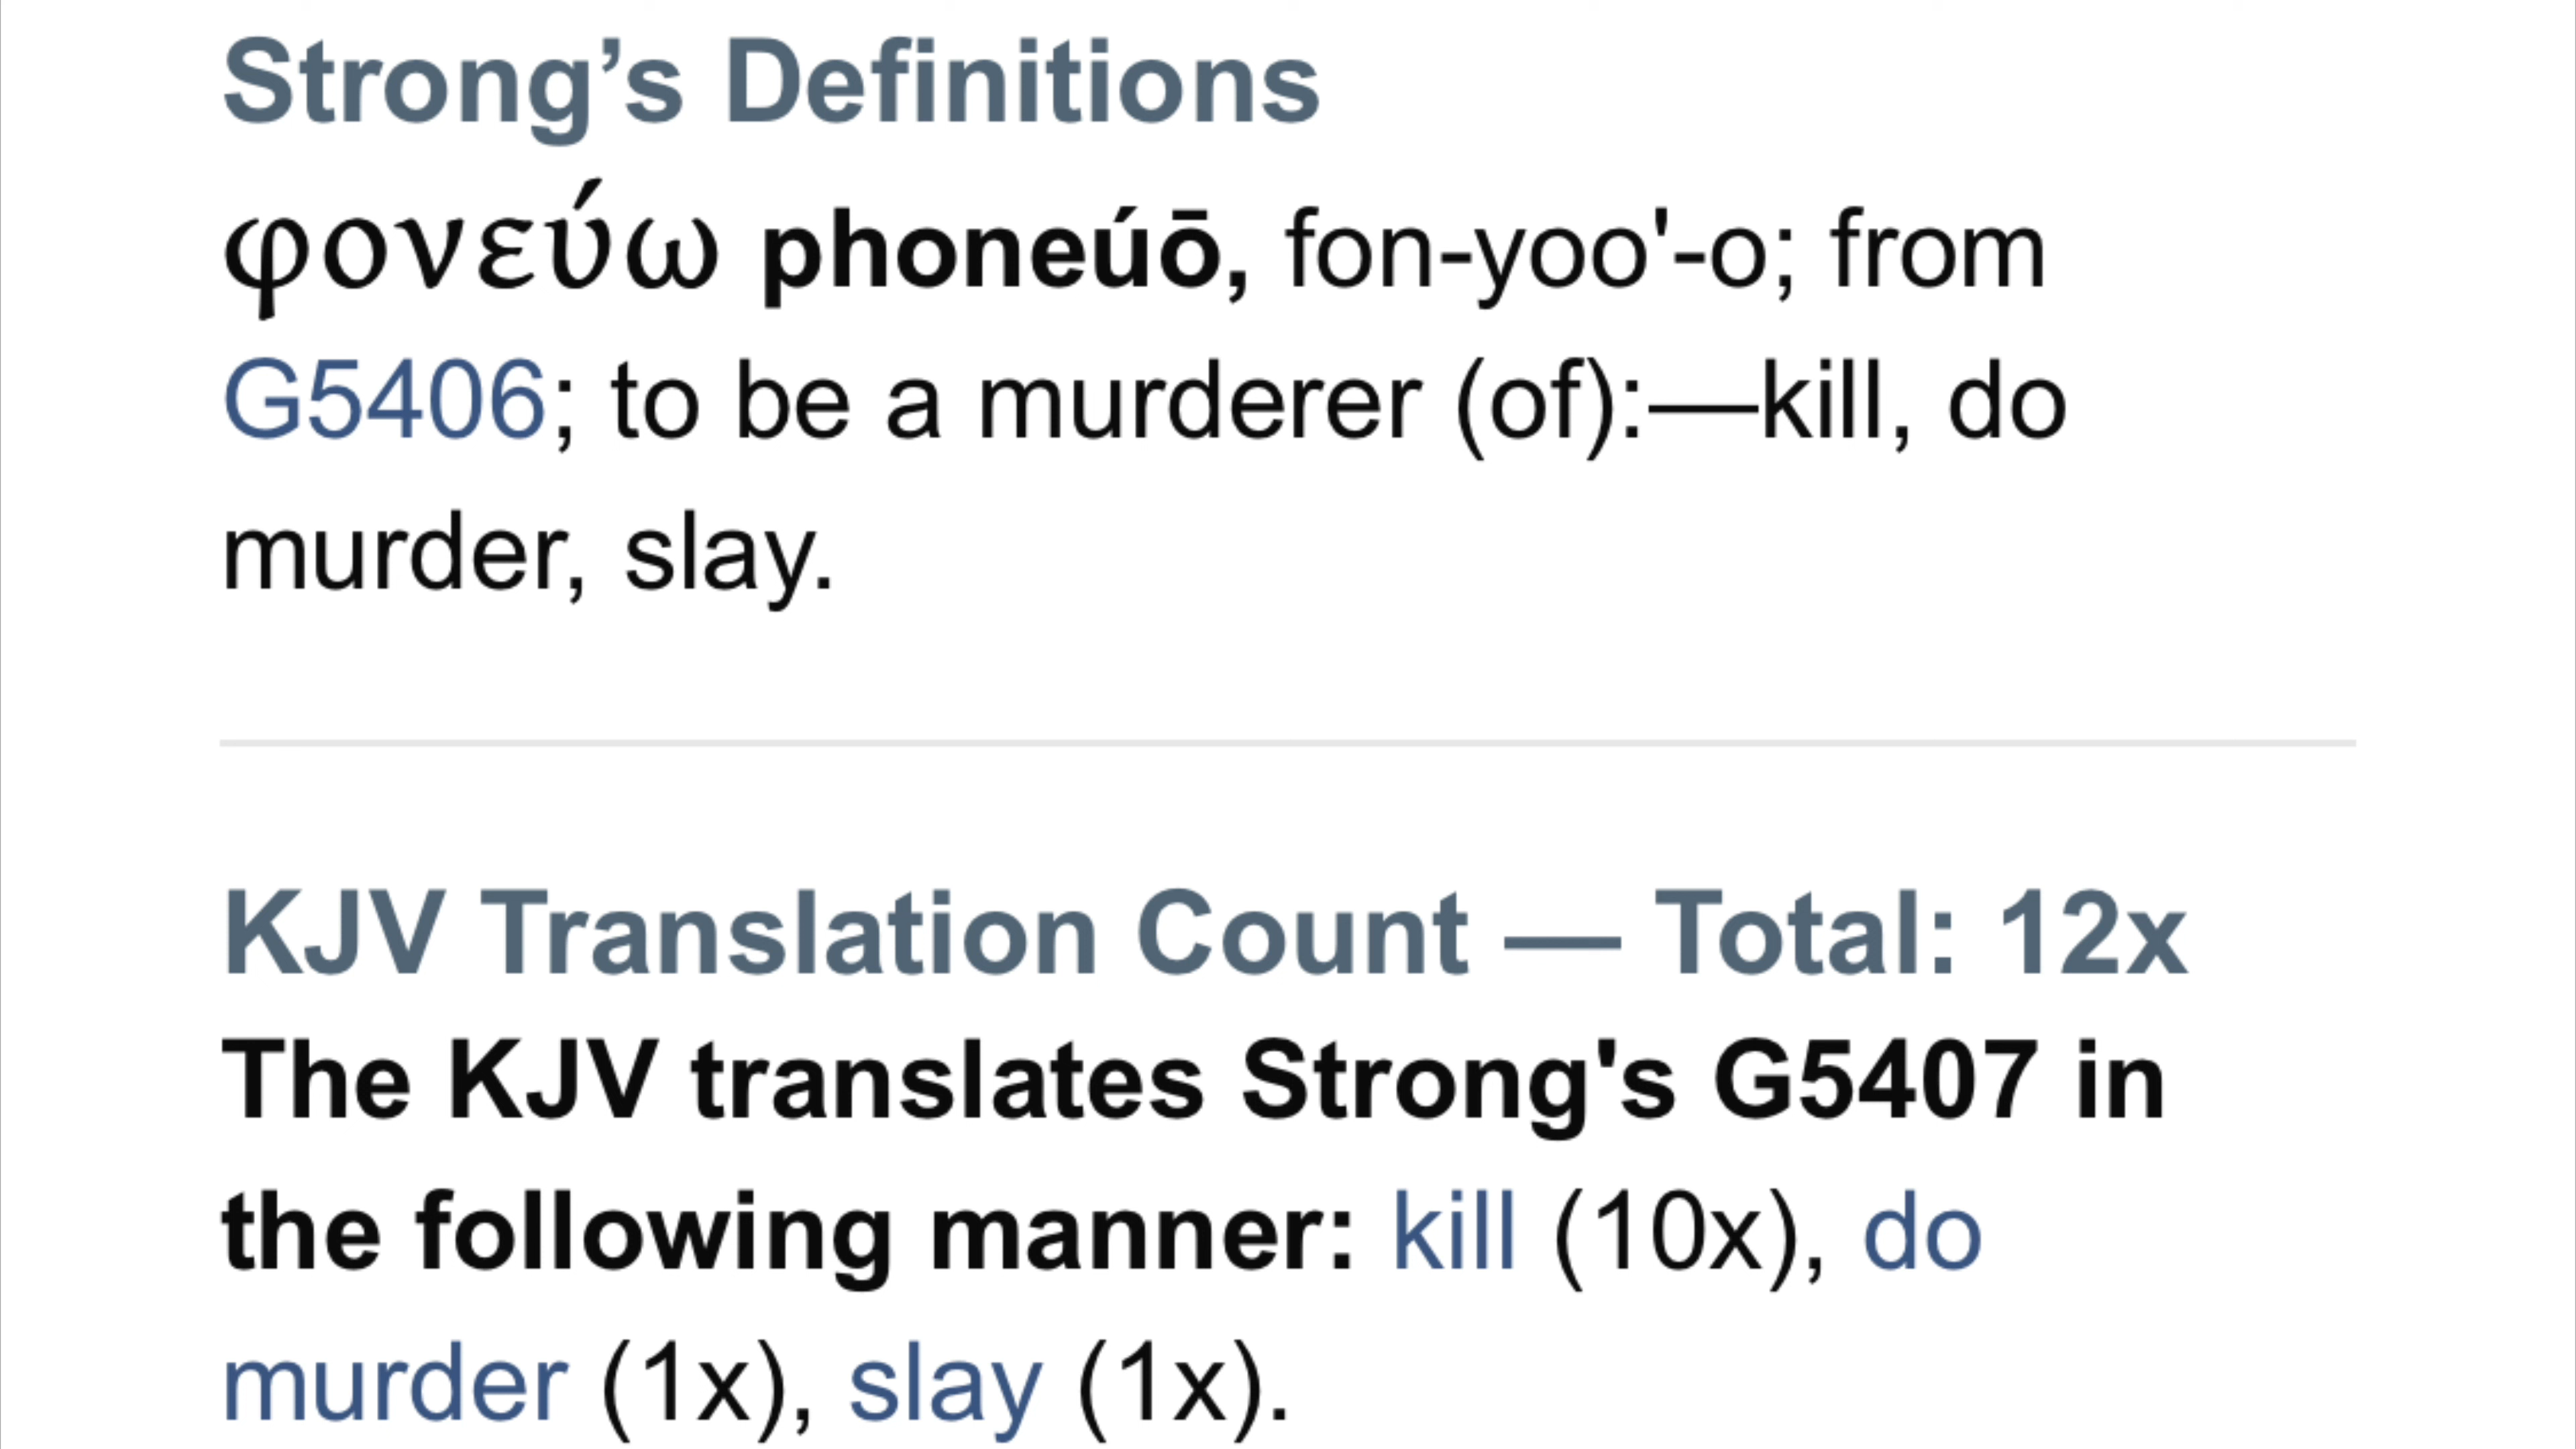 Strong’s Definitions
φονεύω phoneúō, fon-yoo'-o; from
G5406; to be a murderer (of):—kill, do
murder, slay.
KJV Translation Count — Total: 12x
The KJV translates Strong's G5407 in
the following manner: kill (10x), do
murder (1x), slay (1x).